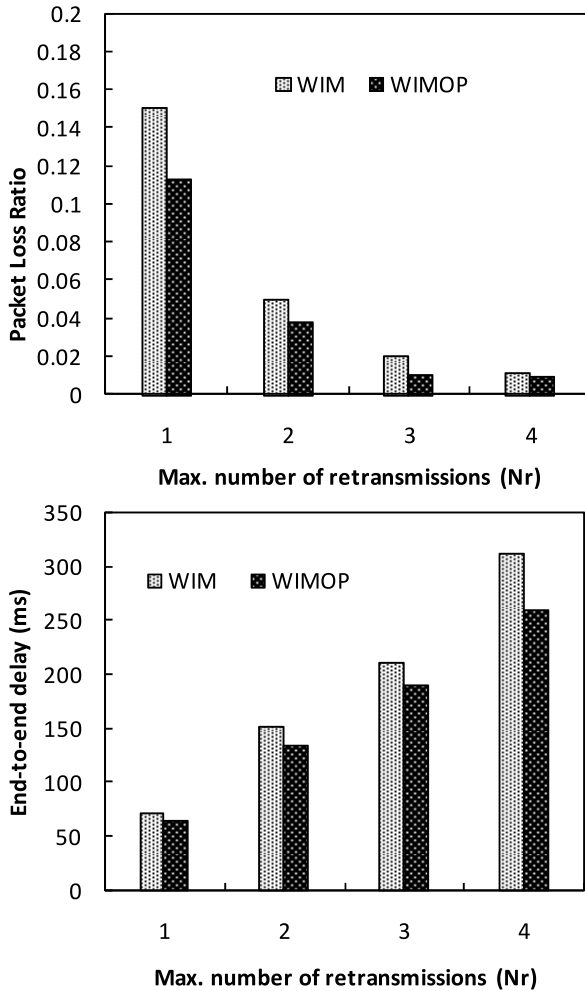 0.2
0.18
0.16
0.14
0.12
0.1
0.08
0.06
0.04
0.02
0
Packet Loss Ratio
WIM WIMOP
1 2 3 4
Max. number of retransmissions (Nr)
350
300
250
200
150
100
50
0
End-to-end delay (ms)
WIM WIMOP
1 2 3 4
Max. number of retransmissions (Nr)